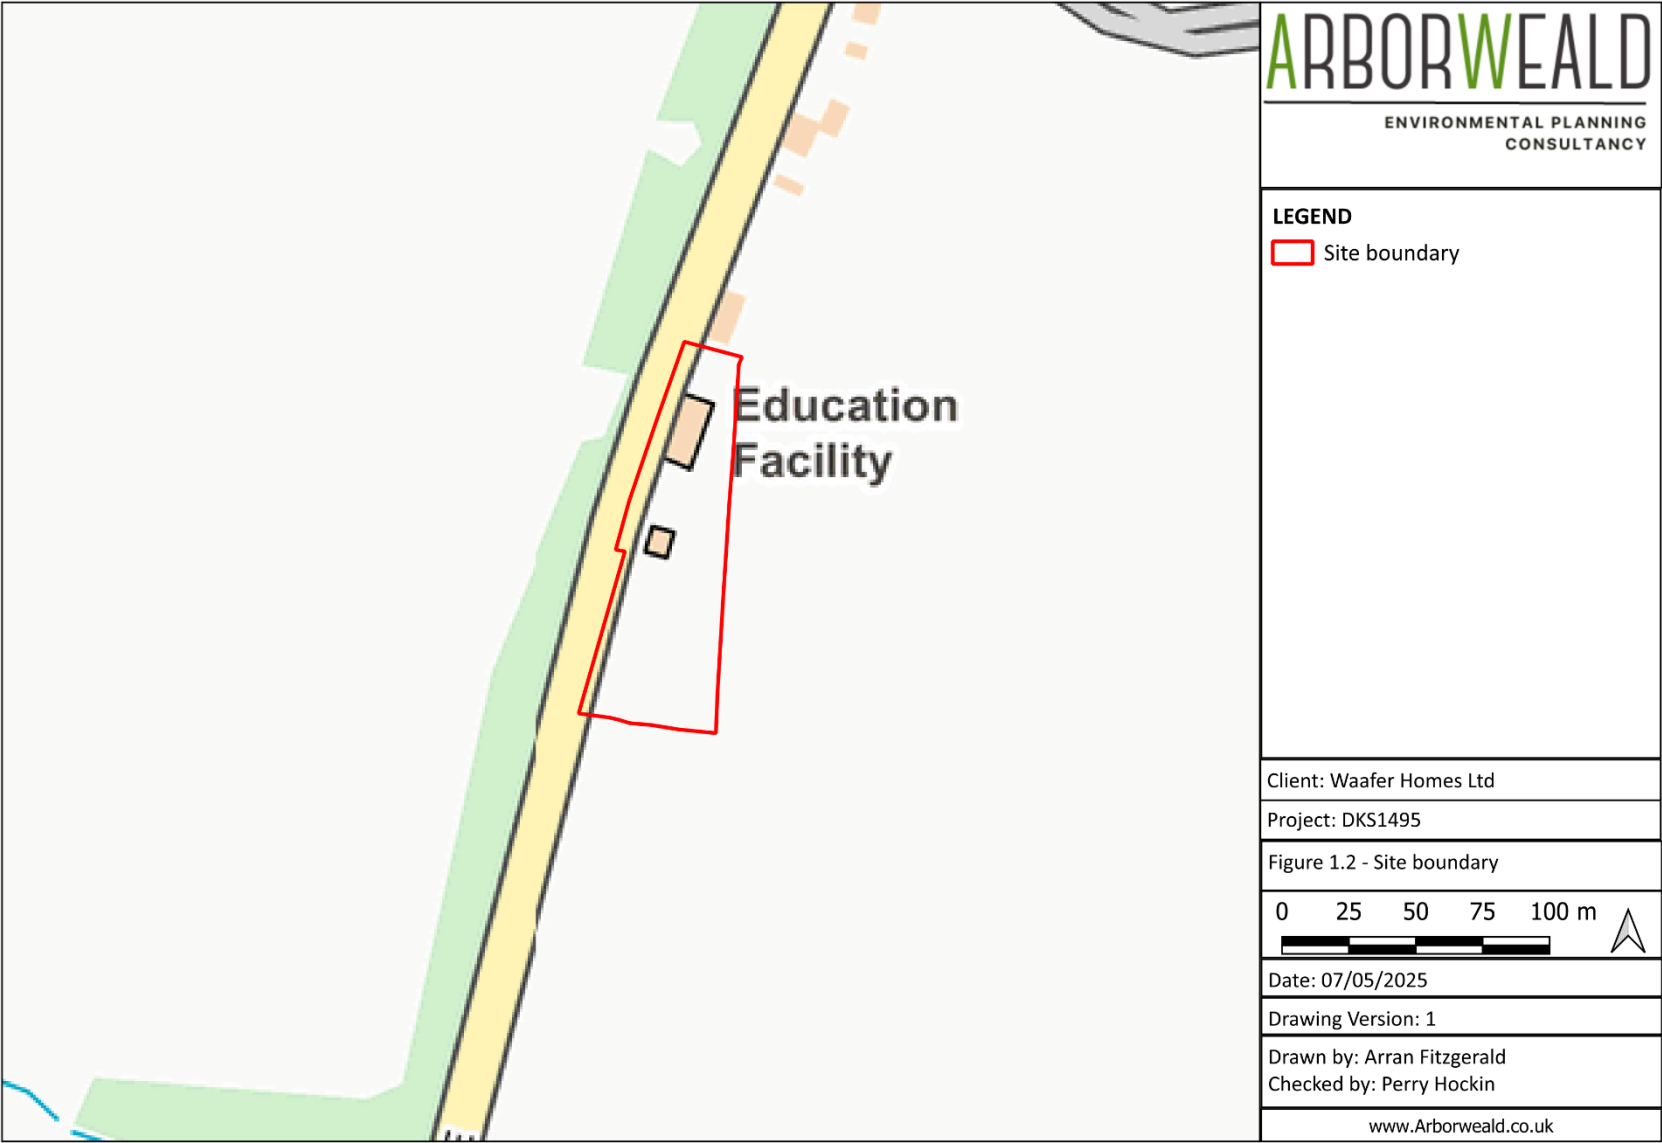 Education
Facility
ARBORWEALD
ENVIRONMENTAL PLANNING
CONSULTANCY
LEGEND
Site boundary
Client: Waafer Homes Ltd
Project: DKS1495
Figure 1.2 - Site boundary
0 25 50 75 100 m
Date: 07/05/2025
Drawing Version: 1
Drawn by: Arran Fitzgerald
Checked by: Perry Hockin
www.Arborweald.co.uk